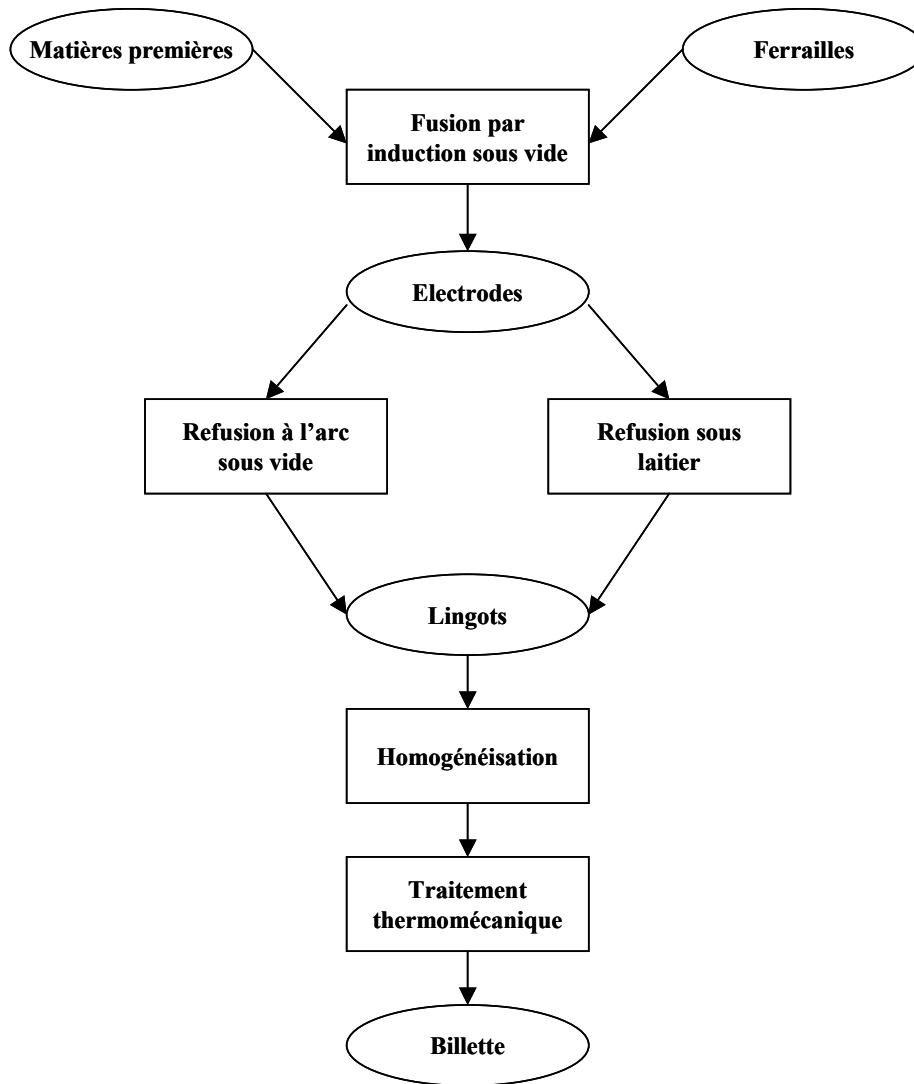 Matières premières
Ferrailles
Fusion par
induction sous vide
Electrodes
Refusion à l’arc
sous vide
Refusion sous
laitier
Lingots
Homogénéisation
Traitement
thermomécanique
Billette